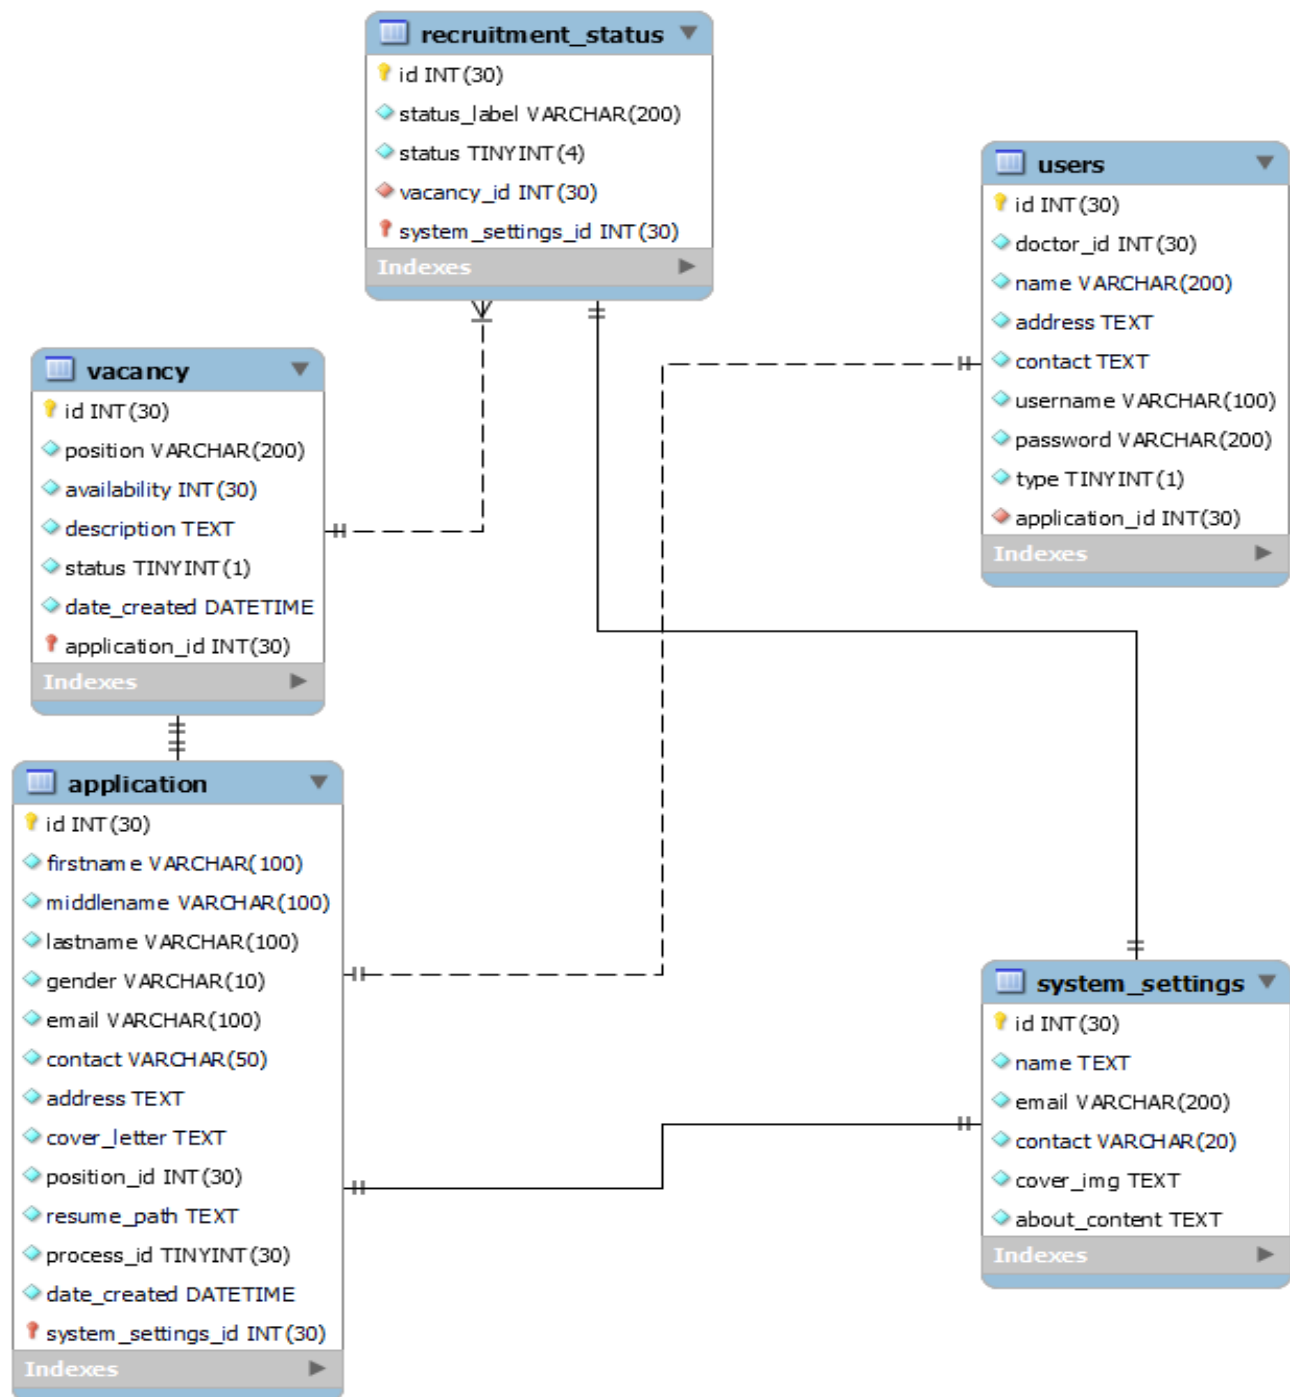 recruitment_status
id INT(30)
status_label VARCHAR(200)
status TINYINT(4)
vacancy_id INT(30)
system_settings_id INT(30)
Indexes
users
id INT(30)
doctor_id INT(30)
name VARCHAR(200)
address TEXT
contact TEXT
username VARCHAR(100)
password VARCHAR(200)
type TINYINT(1)
application_id INT(30)
Indexes
vacancy
id INT(30)
position VARCHAR(200)
availability INT(30)
description TEXT
status TINYINT(1)
date_created DATETIME
application_id INT(30)
Indexes
application
id INT(30)
firstname VARCHAR(100)
middlename VARCHAR(100)
lastname VARCHAR(100)
gender VARCHAR(10)
email VARCHAR(100)
contact VARCHAR(50)
address TEXT
cover_letter TEXT
position_id INT(30)
resume_path TEXT
process_id TINYINT(30)
date_created DATETIME
system_settings_id INT(30)
Indexes
system_settings
id INT(30)
name TEXT
email VARCHAR(200)
contact VARCHAR(20)
cover_img TEXT
about_content TEXT
Indexes